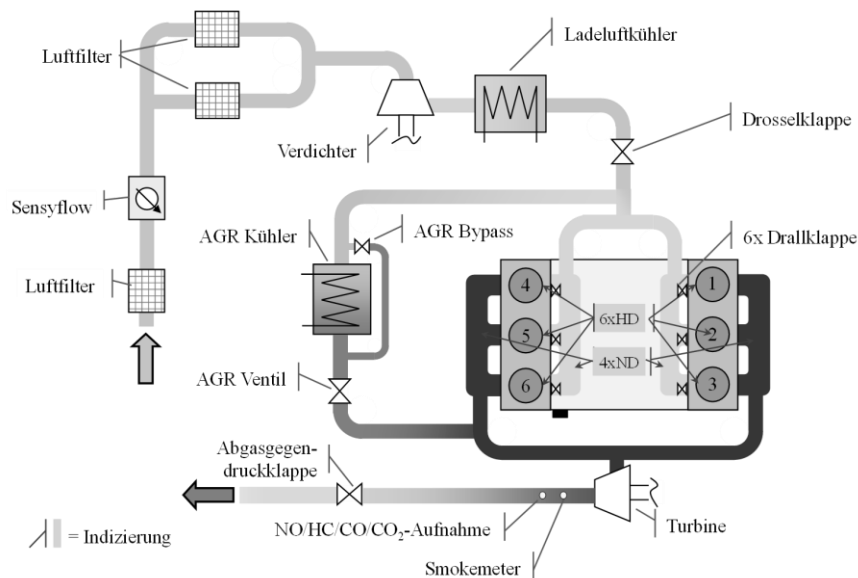 Luftfilter
Ladeluftkühler
Verdichter
Drosselklappe
Sensyflow
AGR Kühler
AGR Bypass
6x Drallklappe
Luftfilter
4
1
6xHD
5
2
4xND
6
3
AGR Ventil
Abgasgegen-
druckklappe
NO/HC/CO/CO₂-Aufnahme
Turbine
Smokemeter
= Indizierung